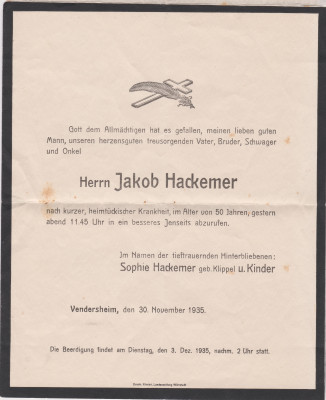 Gott dem Allmächtigen hat es gefallen, meinen lieben guten
Mann, unseren herzensguten treusorgenden Vater, Bruder, Schwager
und Onkel
Herrn Jakob Hackemer
nach kurzer, heimtückischer Krankheit, im Alter von 50 Jahren, gestern
abend 11.45 Uhr in ein besseres Jenseits abzurufen.
Im Namen der tieftrauernden Hinterbliebenen:
Sophie Hackemer geb. Klippel u. Kinder
Vendersheim, den 30. November 1935.
Die Beerdigung findet am Dienstag, den 3. Dez. 1935, nachm. 2 Uhr statt.